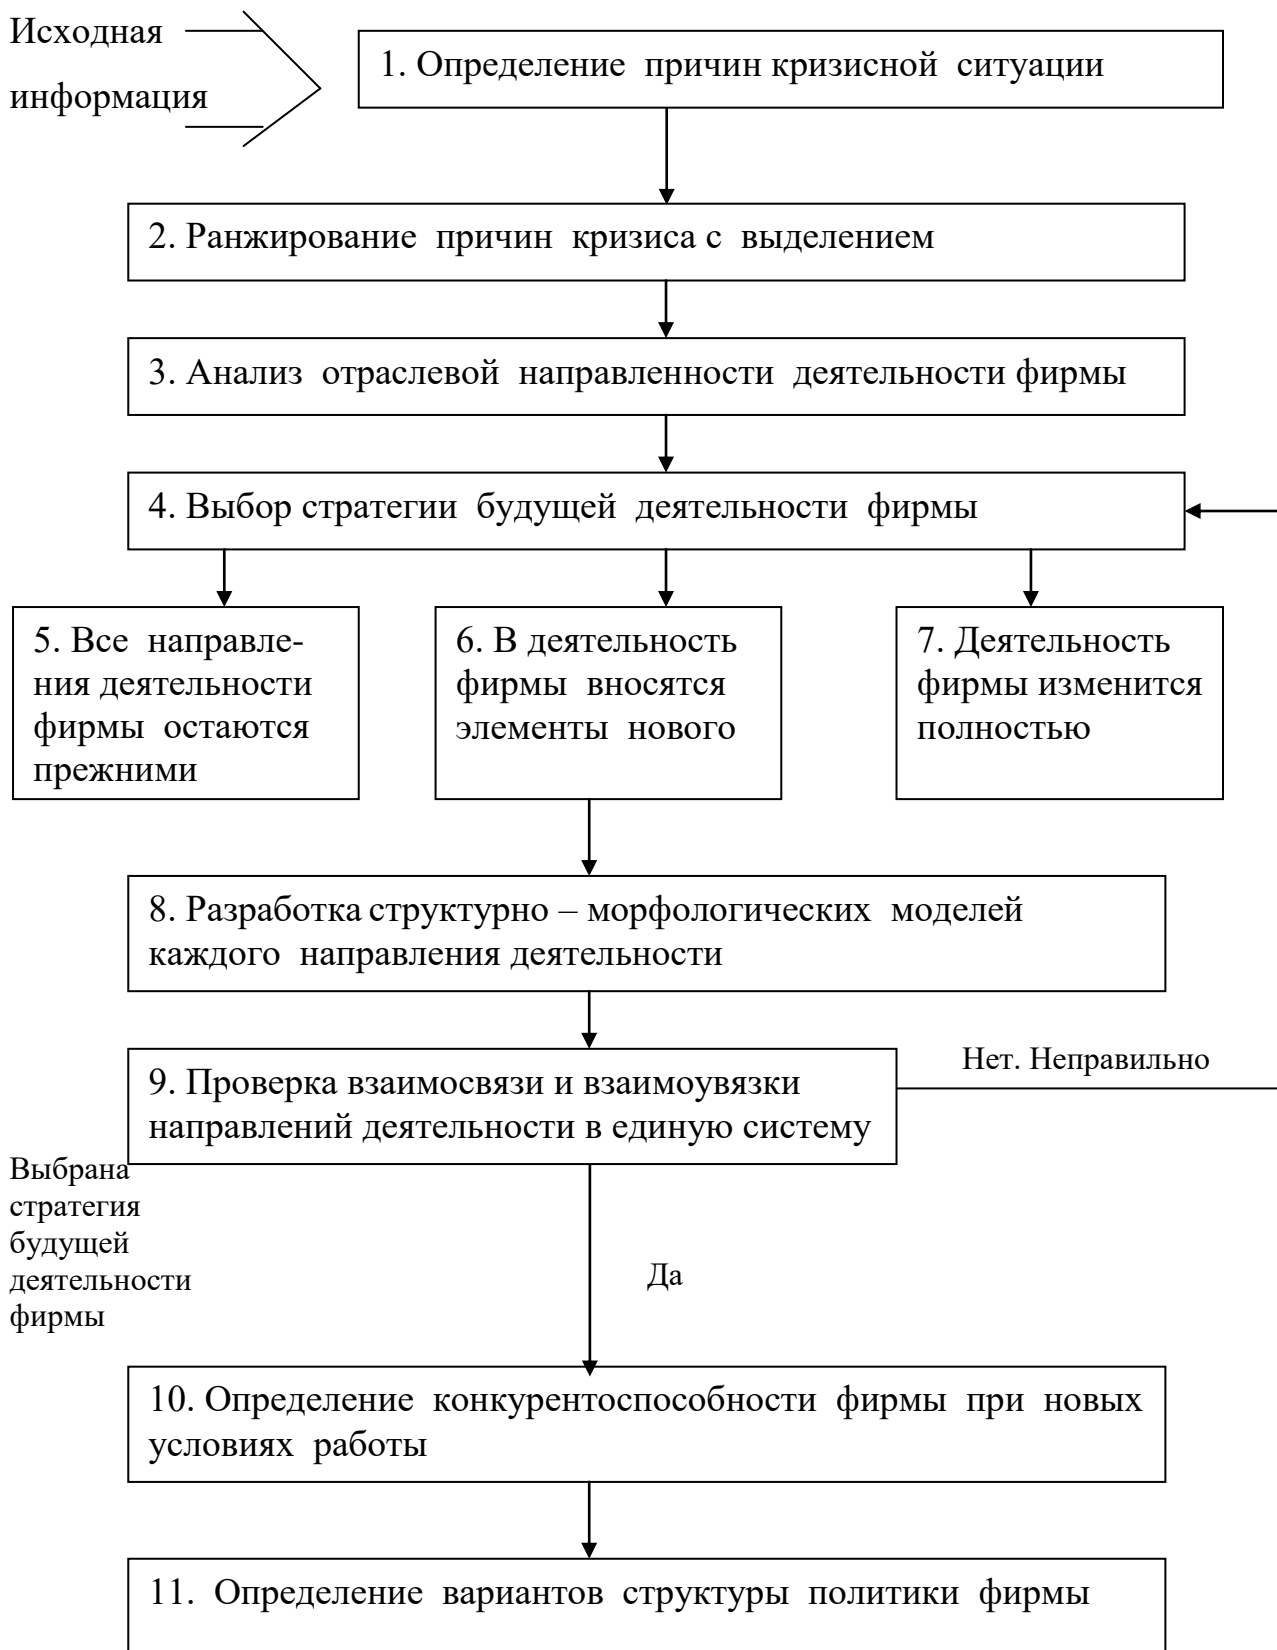 Исходная
информация
1. Определение причин кризисной ситуации
2. Ранжирование причин кризиса с выделением
3. Анализ отраслевой направленности деятельности фирмы
4. Выбор стратегии будущей деятельности фирмы
5. Все направле-
ния деятельности
фирмы остаются
прежними
6. В деятельность
фирмы вносятся
элементы нового
7. Деятельность
фирмы изменится
полностью
8. Разработка структурно – морфологических моделей
каждого направления деятельности
9. Проверка взаимосвязи и взаимоувязки
направлений деятельности в единую систему
Нет. Неправильно
Выбрана
стратегия
будущей
деятельности
фирмы
Да
10. Определение конкурентоспособности фирмы при новых
условиях работы
11. Определение вариантов структуры политики фирмы